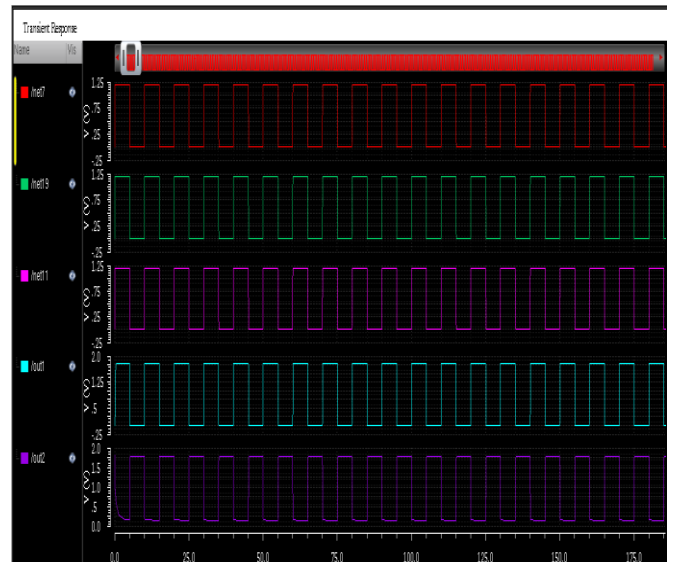 Transient Response
Name Vis
/net7
1.25
.75
.25
-.25
V (V)
/net19
1.25
.75
.25
-.25
V (V)
/net11
1.25
.75
.25
-.25
V (V)
/out1
2.0
1.25
.5
-.25
V (V)
/out2
2.0
1.5
1.0
.5
0.0
V (V)
0.0 25.0 50.0 75.0 100.0 125.0 150.0 175.0